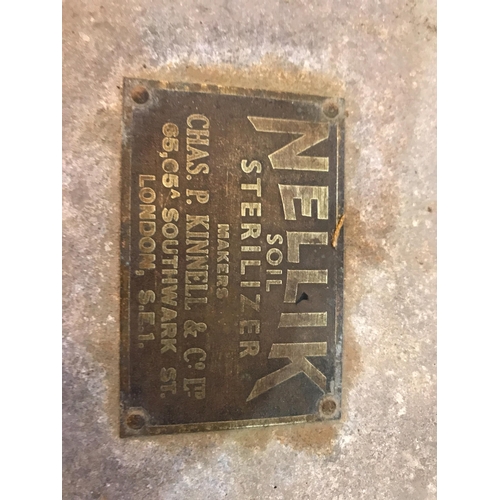 NELLIK
SOIL
STERILIZER
MAKERS
CHAS. P. KINNELL & Cº Lᵀᴰ
65, 65ᴬ SOUTHWARK ST.
LONDON, S.E.1.